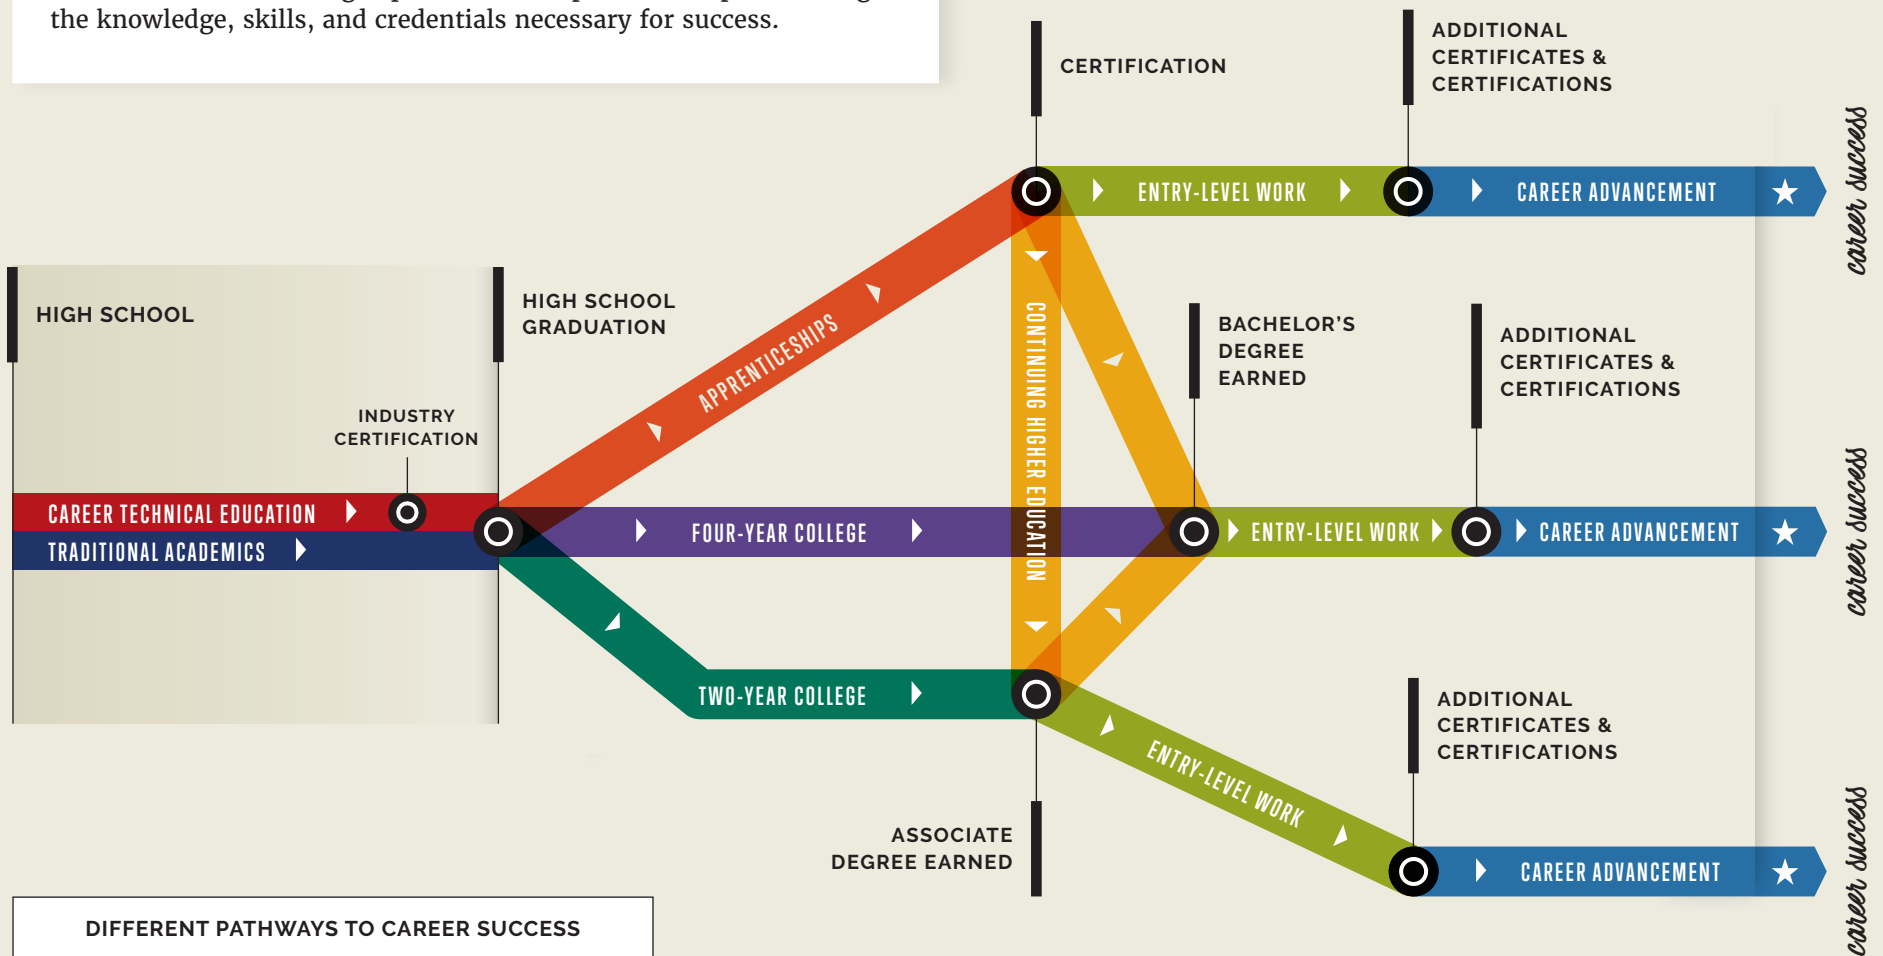 the knowledge, skills, and credentials necessary for success.
CERTIFICATION
ADDITIONAL
CERTIFICATES &
CERTIFICATIONS
ENTRY-LEVEL WORK
CAREER ADVANCEMENT
career success
HIGH SCHOOL
HIGH SCHOOL
GRADUATION
INDUSTRY
CERTIFICATION
CAREER TECHNICAL EDUCATION
TRADITIONAL ACADEMICS
APPRENTICESHIPS
CONTINUING HIGHER EDUCATION
FOUR-YEAR COLLEGE
BACHELOR’S
DEGREE
EARNED
ADDITIONAL
CERTIFICATES &
CERTIFICATIONS
ENTRY-LEVEL WORK
CAREER ADVANCEMENT
career success
TWO-YEAR COLLEGE
ASSOCIATE
DEGREE EARNED
ENTRY-LEVEL WORK
ADDITIONAL
CERTIFICATES &
CERTIFICATIONS
CAREER ADVANCEMENT
career success
DIFFERENT PATHWAYS TO CAREER SUCCESS